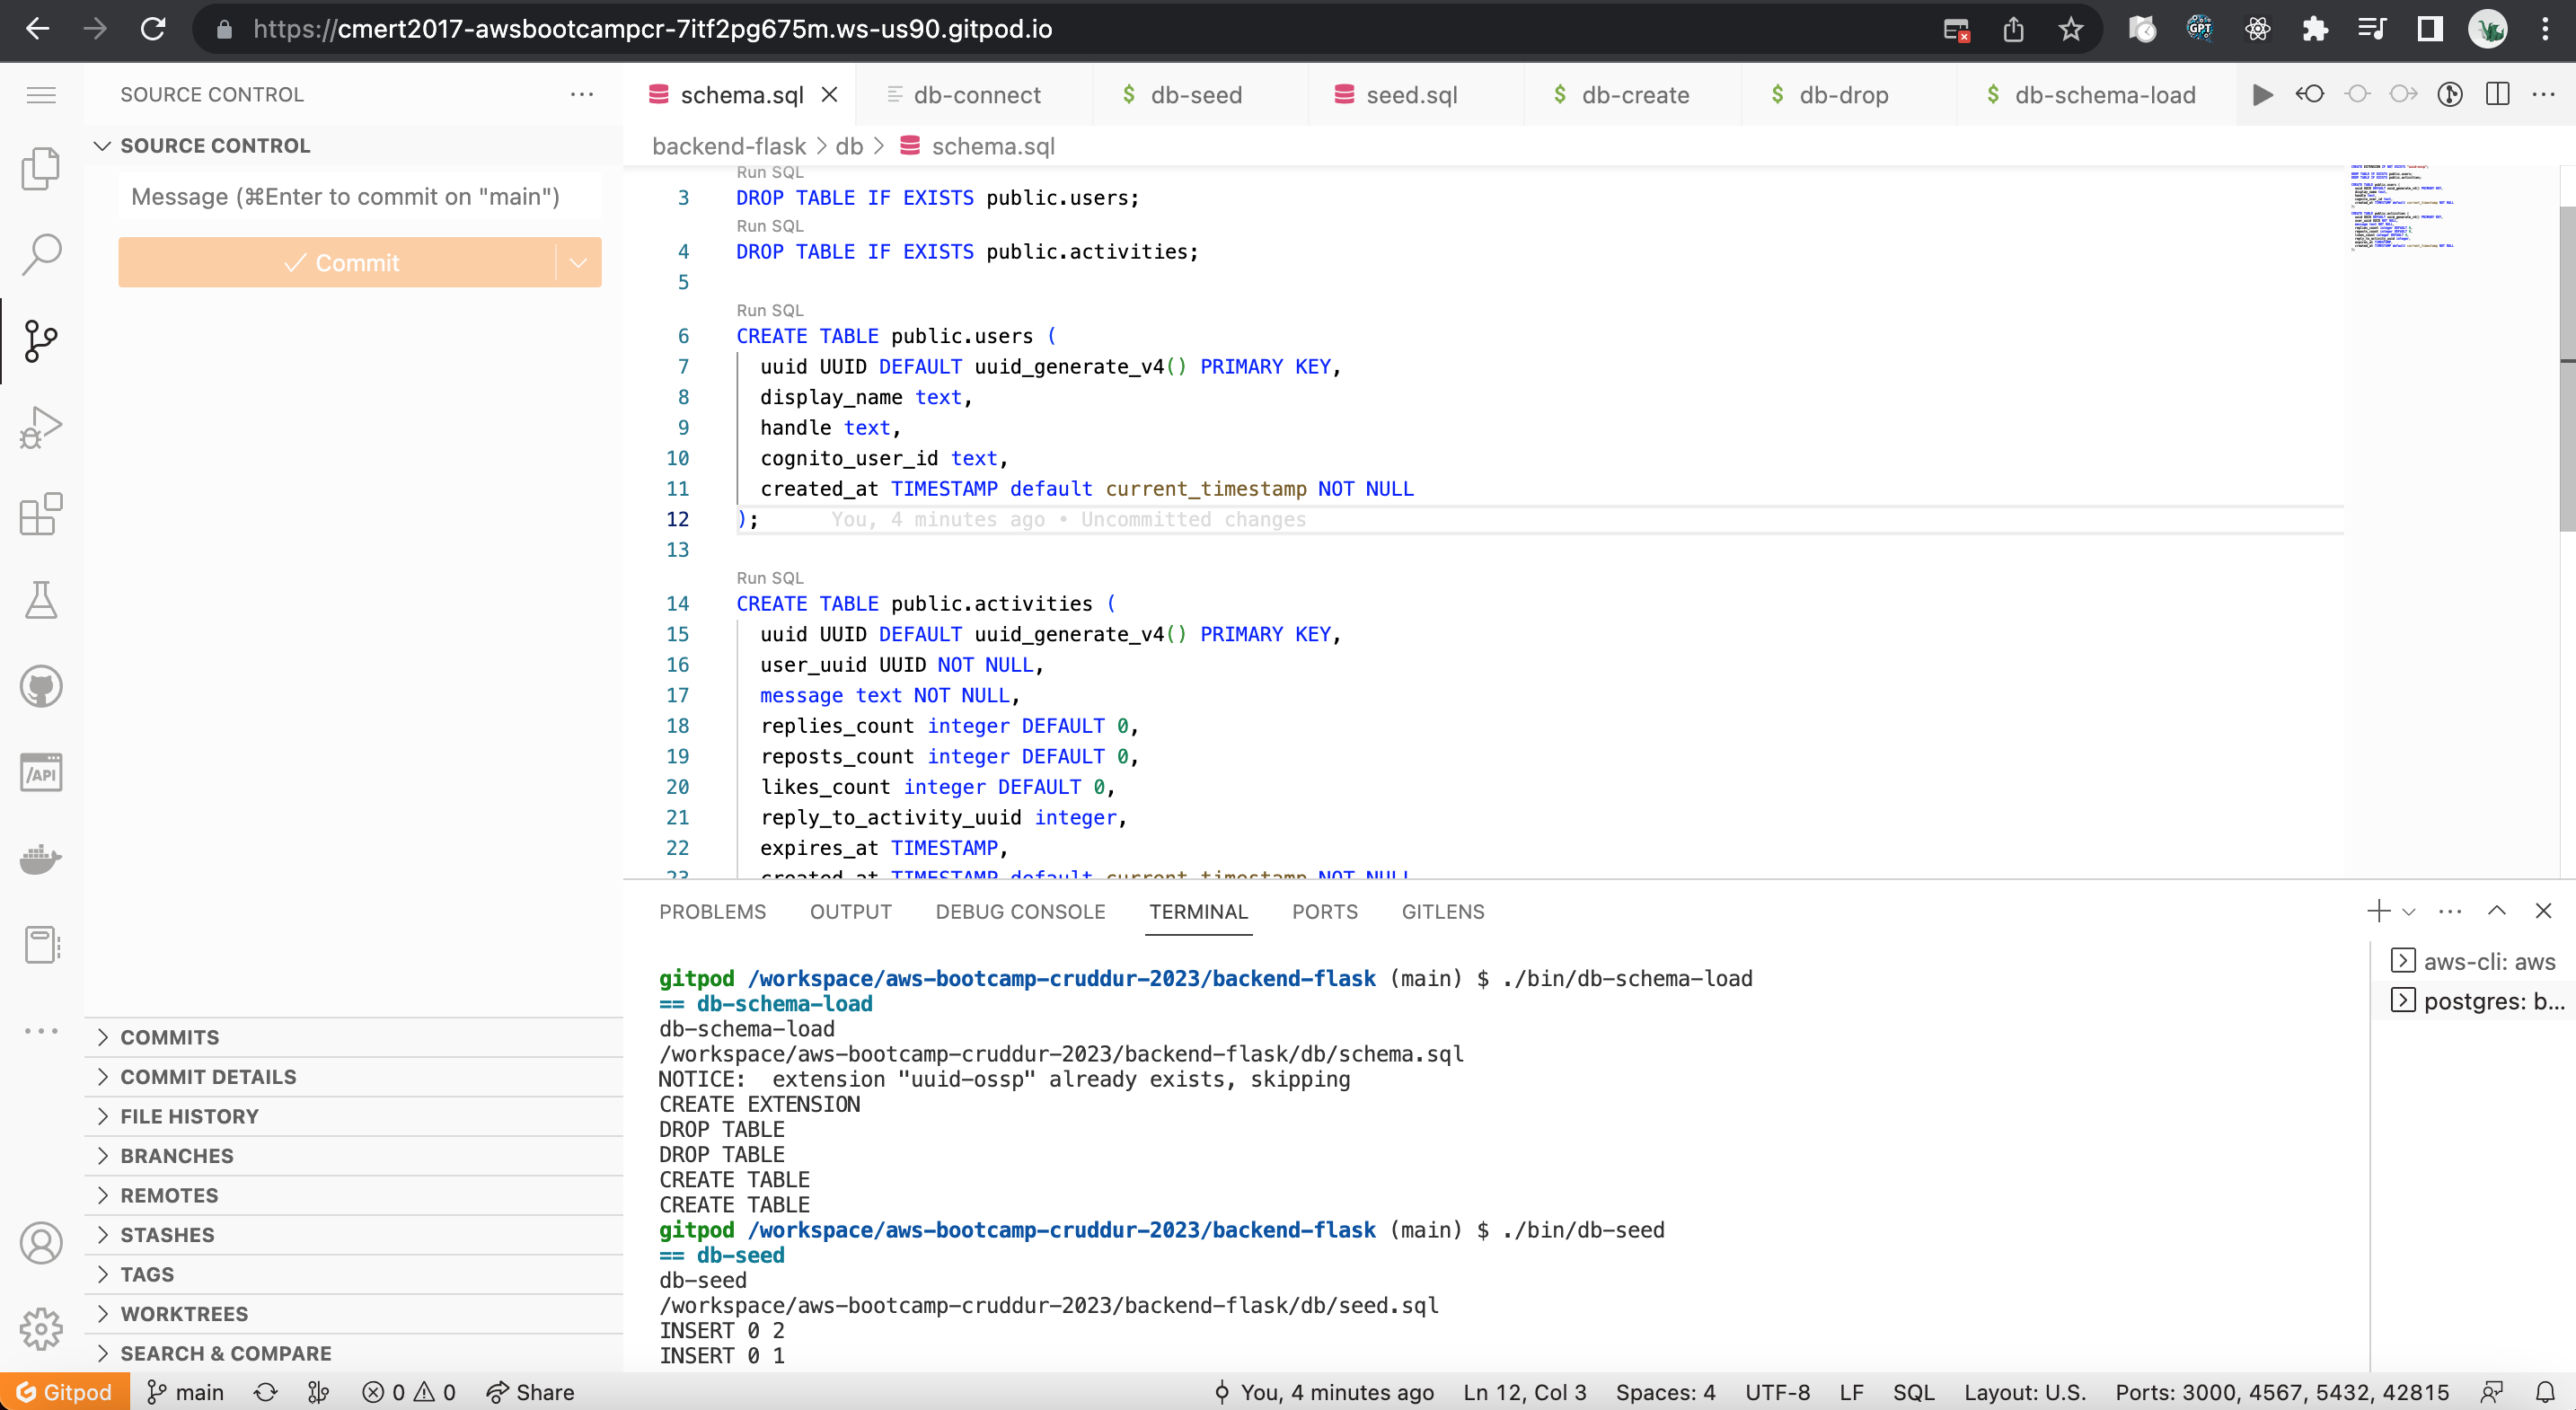 https://cmert2017-awsbootcampcr-7itf2pg675m.ws-us90.gitpod.io
GPT
SOURCE CONTROL
schema.sql
db-connect
$ db-seed
seed.sql
$ db-create
$ db-drop
$ db-schema-load
SOURCE CONTROL
backend-flask > db > schema.sql
Message (⌘Enter to commit on "main")
Commit
Run SQL
3 DROP TABLE IF EXISTS public.users;
Run SQL
4 DROP TABLE IF EXISTS public.activities;
5
Run SQL
6 CREATE TABLE public.users (
7 uuid UUID DEFAULT uuid_generate_v4() PRIMARY KEY,
8 display_name text,
9 handle text,
10 cognito_user_id text,
11 created_at TIMESTAMP default current_timestamp NOT NULL
12 ); You, 4 minutes ago • Uncommitted changes
13
Run SQL
14 CREATE TABLE public.activities (
15 uuid UUID DEFAULT uuid_generate_v4() PRIMARY KEY,
16 user_uuid UUID NOT NULL,
17 message text NOT NULL,
18 replies_count integer DEFAULT 0,
19 reposts_count integer DEFAULT 0,
20 likes_count integer DEFAULT 0,
21 reply_to_activity_uuid integer,
22 expires_at TIMESTAMP,
23 created_at TIMESTAMP default current_timestamp NOT NULL
/API
PROBLEMS
OUTPUT
DEBUG CONSOLE
TERMINAL
PORTS
GITLENS
gitpod /workspace/aws-bootcamp-cruddur-2023/backend-flask (main) $ ./bin/db-schema-load
== db-schema-load
db-schema-load
/workspace/aws-bootcamp-cruddur-2023/backend-flask/db/schema.sql
NOTICE:  extension "uuid-ossp" already exists, skipping
CREATE EXTENSION
DROP TABLE
DROP TABLE
CREATE TABLE
CREATE TABLE
gitpod /workspace/aws-bootcamp-cruddur-2023/backend-flask (main) $ ./bin/db-seed
== db-seed
db-seed
/workspace/aws-bootcamp-cruddur-2023/backend-flask/db/seed.sql
INSERT 0 2
INSERT 0 1
aws-cli: aws
postgres: b...
COMMITS
COMMIT DETAILS
FILE HISTORY
BRANCHES
REMOTES
STASHES
TAGS
WORKTREES
SEARCH & COMPARE
Gitpod
main
0
0
Share
You, 4 minutes ago
Ln 12, Col 3
Spaces: 4
UTF-8
LF
SQL
Layout: U.S.
Ports: 3000, 4567, 5432, 42815